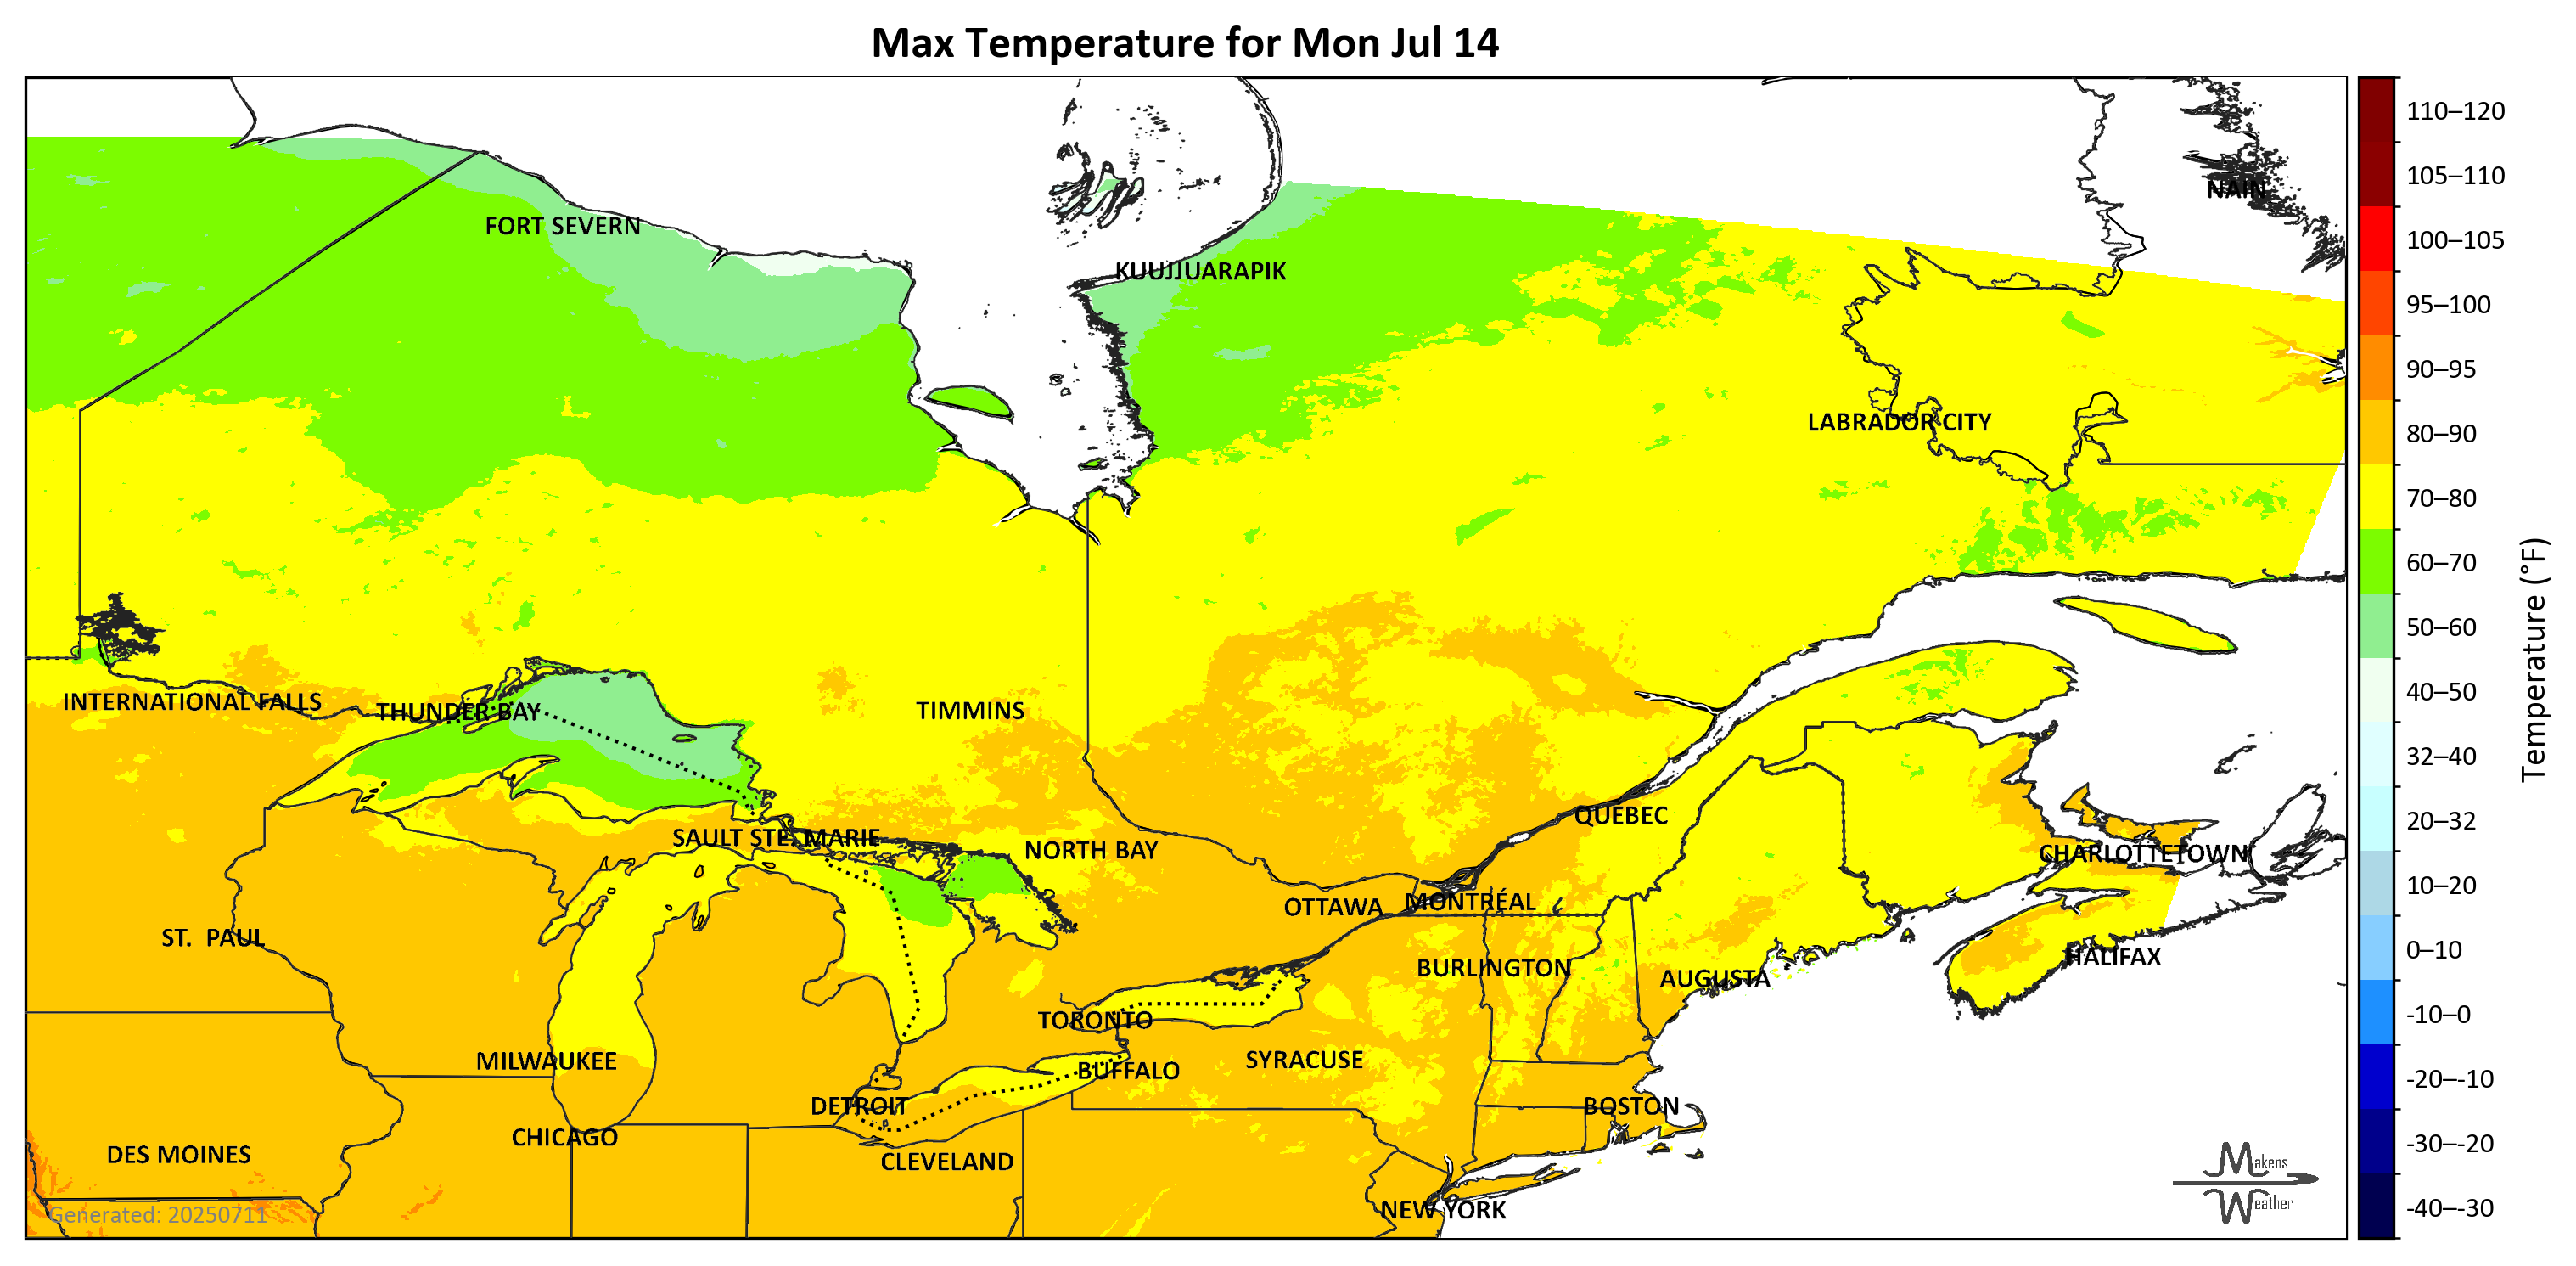 Max Temperature for Mon Jul 14
110–120
105–110
NAIN
FORT SEVERN
100–105
KUUJJUARAPIK
95–100
90–95
LABRADOR CITY
80–90
70–80
60–70
50–60
Temperature (°F)
40–50
INTERNATIONAL FALLS
THUNDER BAY
TIMMINS
32–40
QUEBEC
20–32
SAULT STE. MARIE
NORTH BAY
CHARLOTTETOWN
10–20
OTTAWA
MONTRÉAL
ST. PAUL
0–10
HALIFAX
BURLINGTON
AUGUSTA
-10–0
TORONTO
MILWAUKEE
SYRACUSE
BUFFALO
-20–-10
DETROIT
BOSTON
CHICAGO
-30–-20
DES MOINES
CLEVELAND
Makens
Weather
-40–-30
NEW YORK
Generated: 20250711